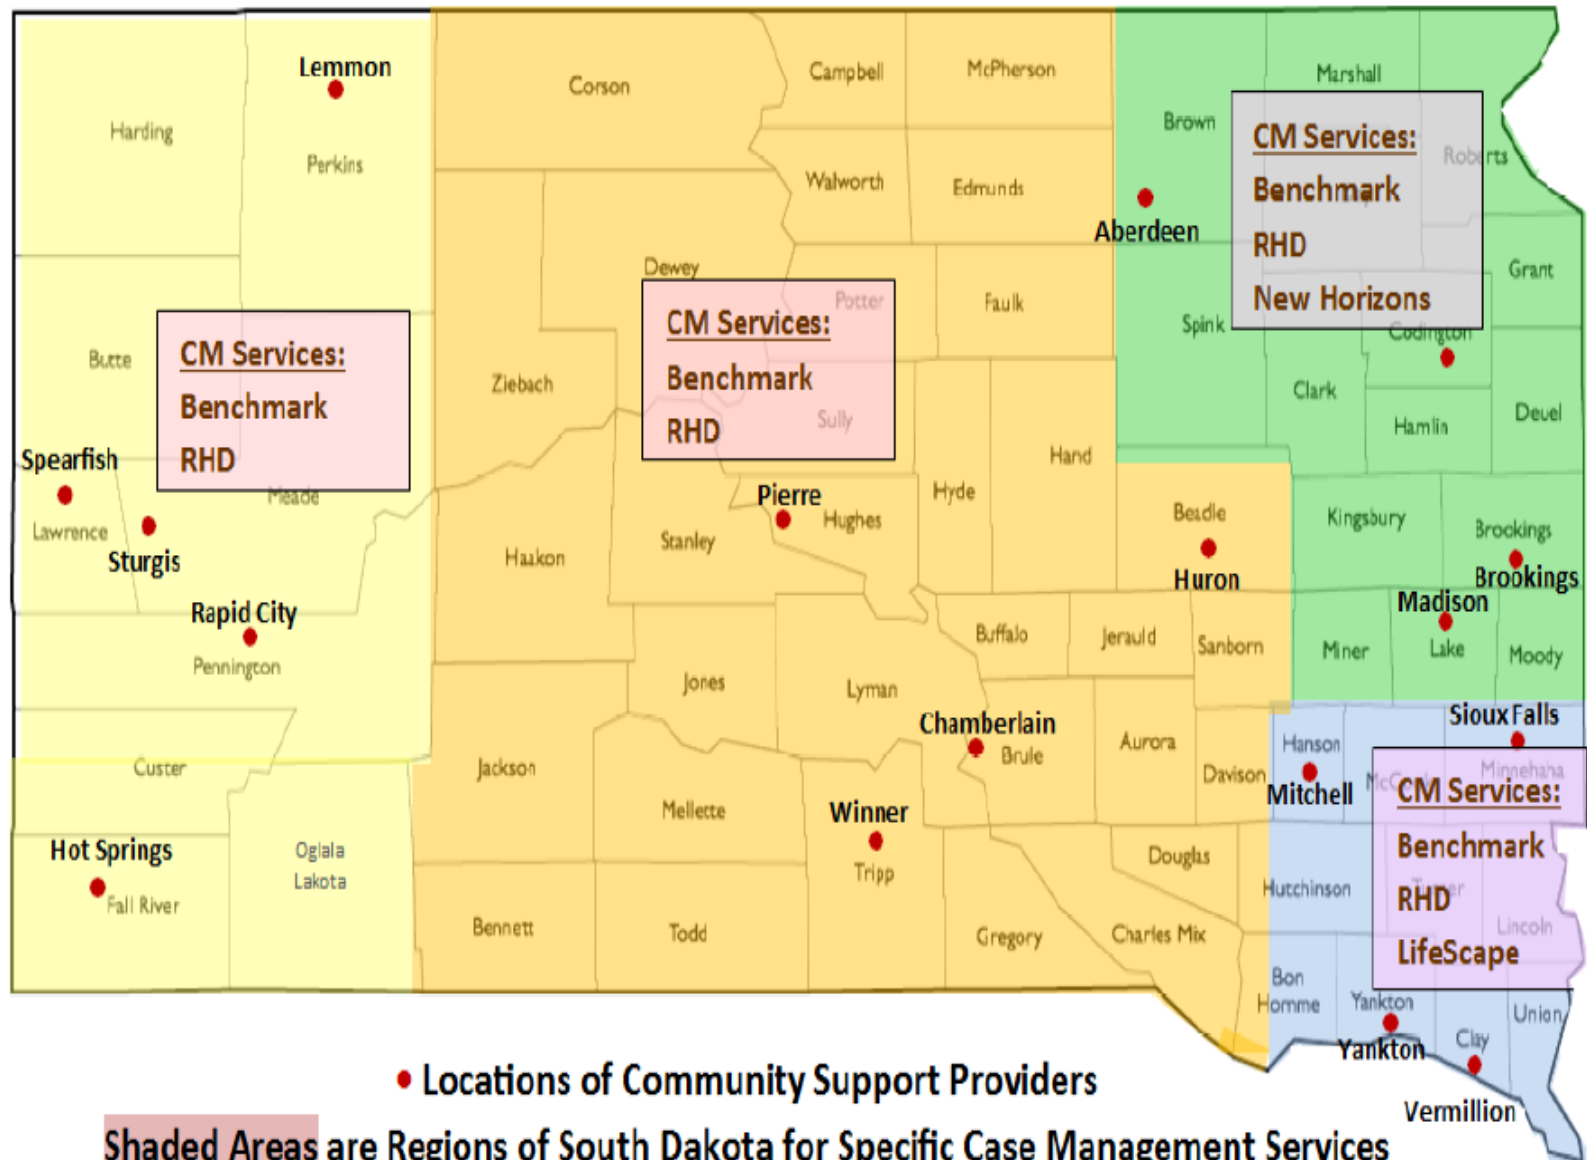 Lemmon
Harding
Perkins
Corson
Campbell
McPherson
Marshall
Brown
Roberts
CM Services:
Benchmark
RHD
New Horizons
Walworth
Edmunds
Aberdeen
Dewey
Potter
Faulk
Spink
Grant
Codington
CM Services:
Benchmark
RHD
Butte
CM Services:
Benchmark
RHD
Ziebach
Sully
Clark
Hamlin
Deuel
Spearfish
Lawrence
Meade
Sturgis
Hand
Hyde
Pierre
Hughes
Stanley
Haakon
Beadle
Huron
Kingsbury
Brookings
Brookings
Madison
Lake
Miner
Moody
Rapid City
Pennington
Buffalo
Jerauld
Sanborn
Jones
Lyman
Chamberlain
Brule
Aurora
Davison
Sioux Falls
Minnehaha
Hanson
Mitchell
CM Services:
Benchmark
RHD
LifeScape
Custer
Jackson
Mellette
Winner
Tripp
Hot Springs
Fall River
Oglala
Lakota
Bennett
Todd
Gregory
Douglas
Charles Mix
Hutchinson
Lincoln
Bon
Homme
Yankton
Yankton
Clay
Union
Vermillion
Locations of Community Support Providers
Shaded Areas are Regions of South Dakota for Specific Case Management Services